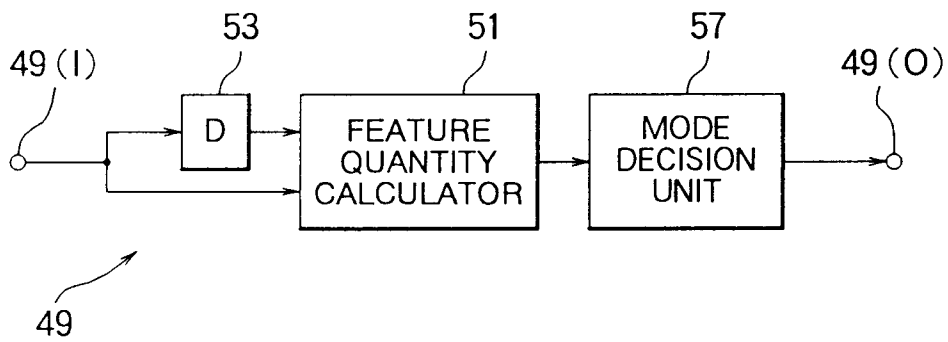 53
51
57
49 (I)
49 (O)
D
FEATURE
QUANTITY
CALCULATOR
MODE
DECISION
UNIT
49